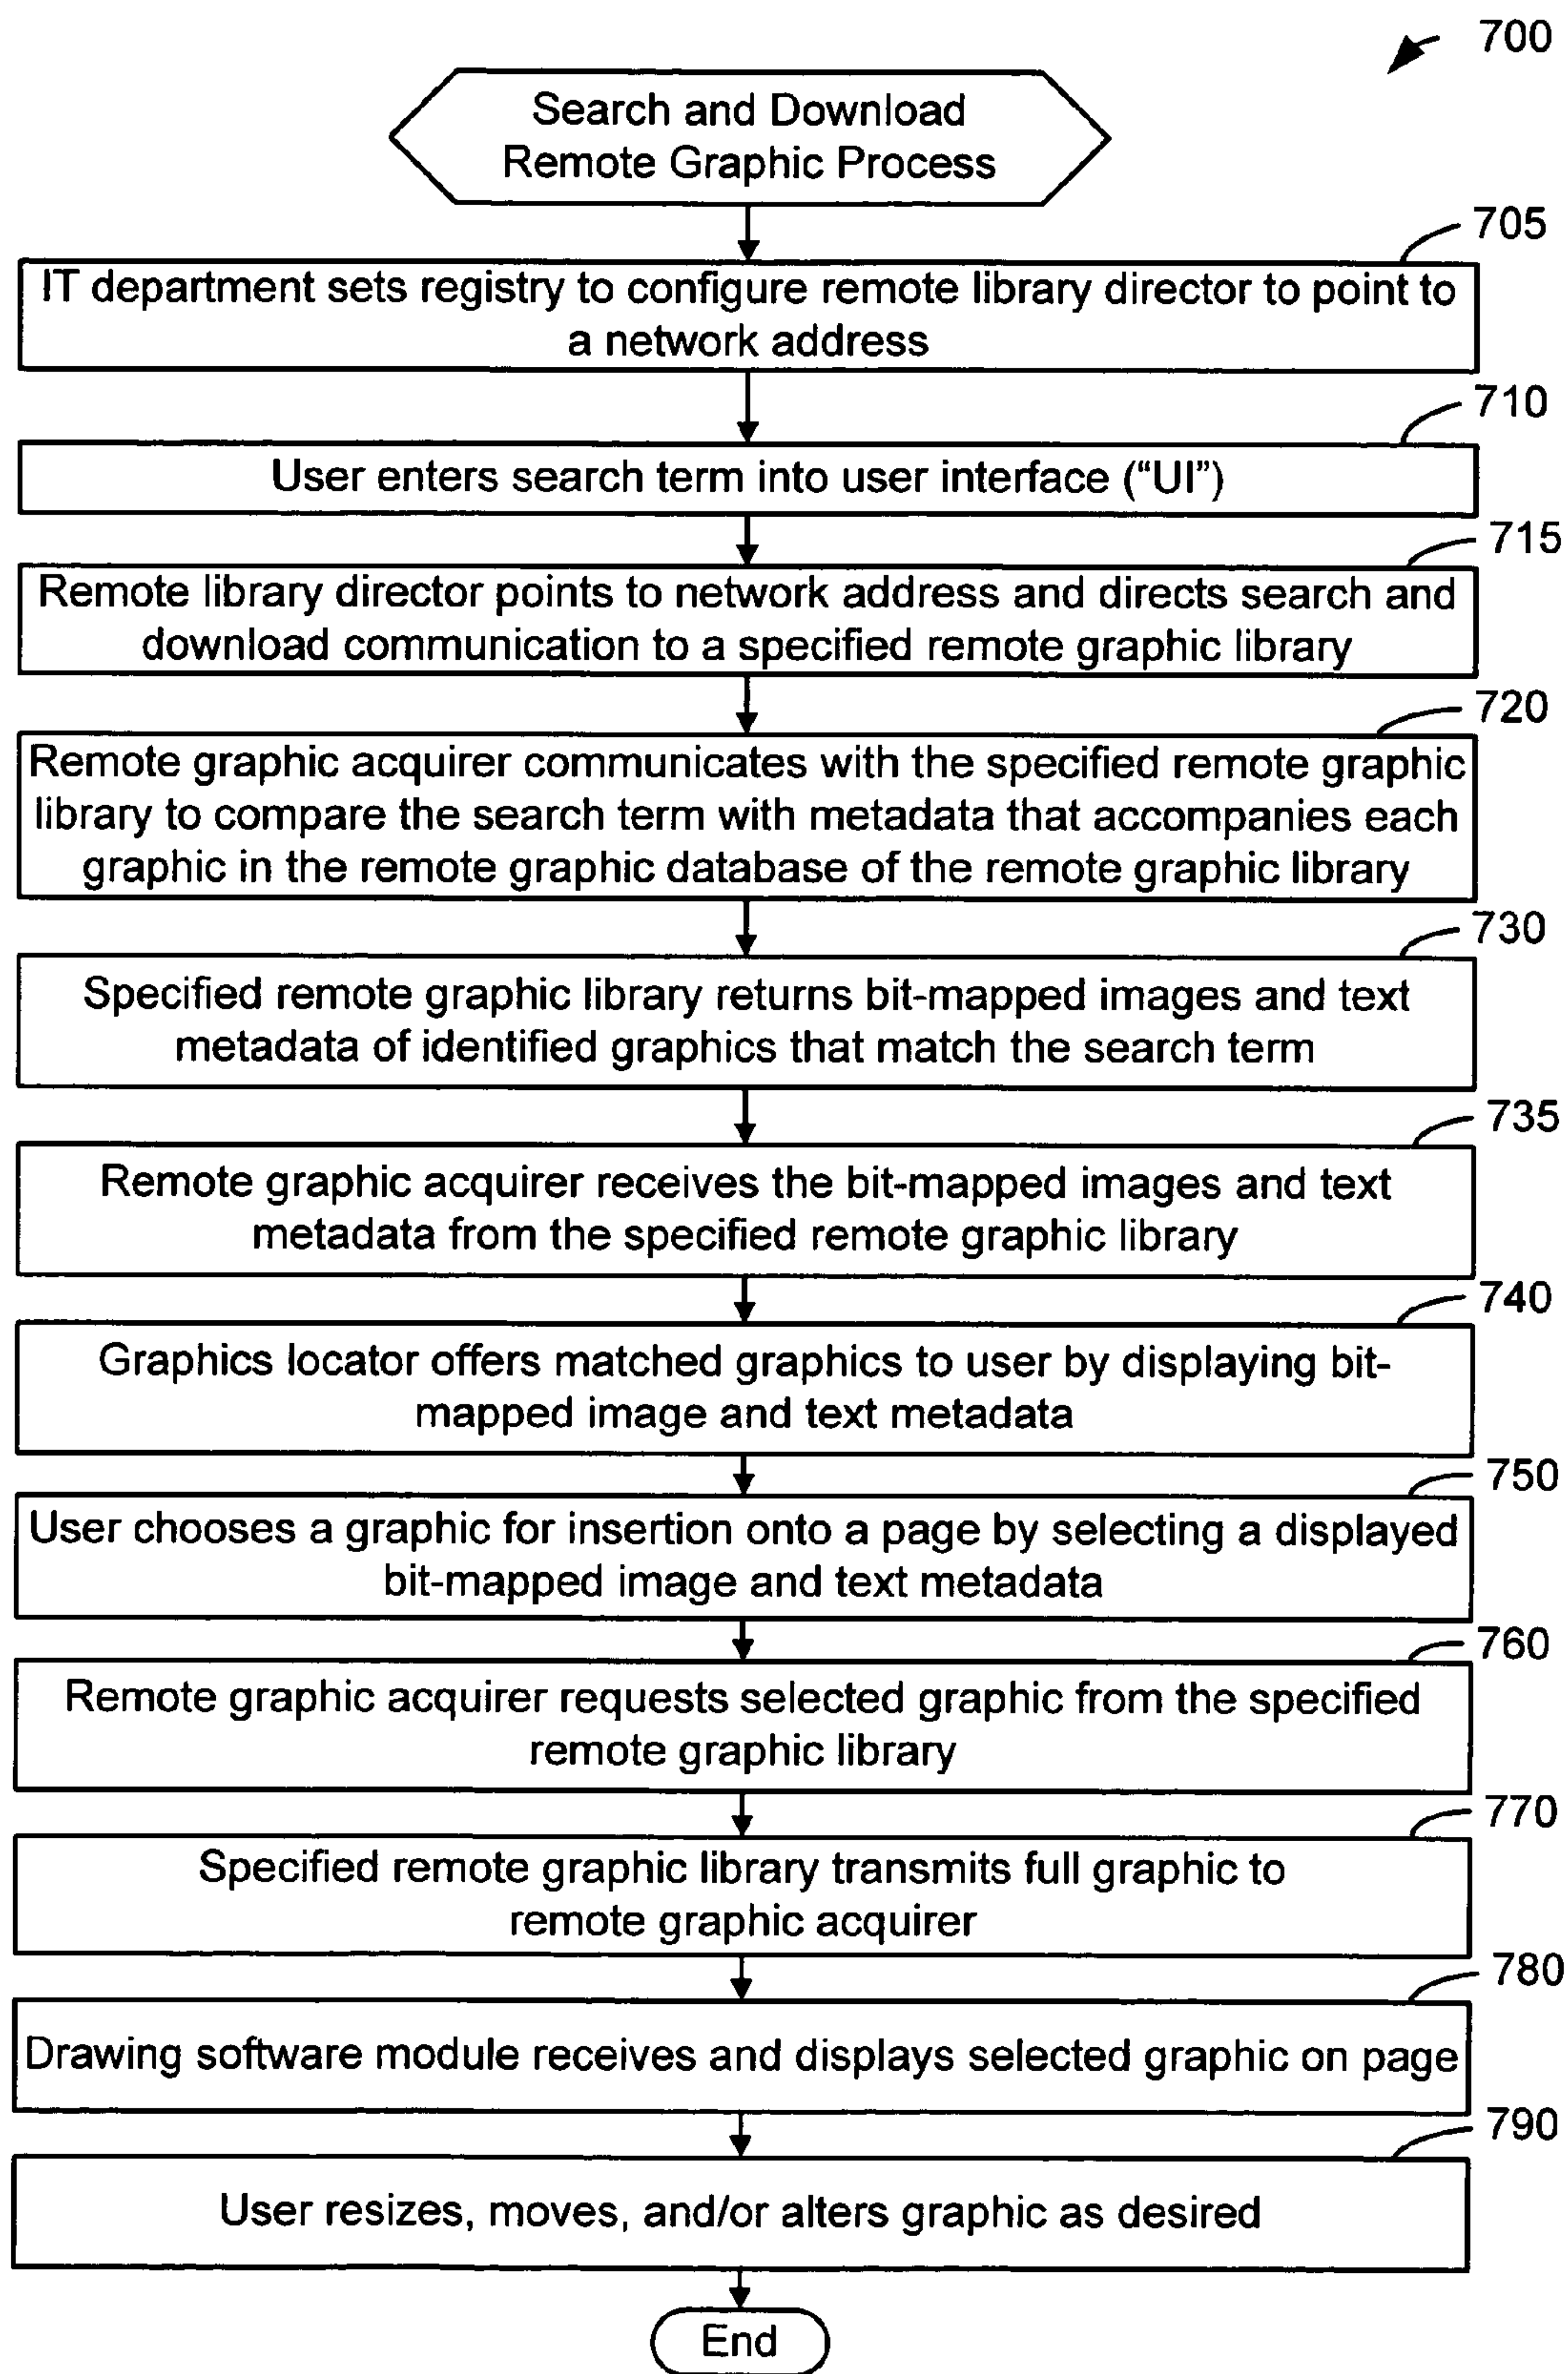 700
Search and Download
Remote Graphic Process
705
IT department sets registry to configure remote library director to point to
a network address
710
User enters search term into user interface (“UI”)
715
Remote library director points to network address and directs search and
download communication to a specified remote graphic library
720
Remote graphic acquirer communicates with the specified remote graphic
library to compare the search term with metadata that accompanies each
graphic in the remote graphic database of the remote graphic library
730
Specified remote graphic library returns bit-mapped images and text
metadata of identified graphics that match the search term
735
Remote graphic acquirer receives the bit-mapped images and text
metadata from the specified remote graphic library
740
Graphics locator offers matched graphics to user by displaying bit-
mapped image and text metadata
750
User chooses a graphic for insertion onto a page by selecting a displayed
bit-mapped image and text metadata
760
Remote graphic acquirer requests selected graphic from the specified
remote graphic library
770
Specified remote graphic library transmits full graphic to
remote graphic acquirer
780
Drawing software module receives and displays selected graphic on page
790
User resizes, moves, and/or alters graphic as desired
End